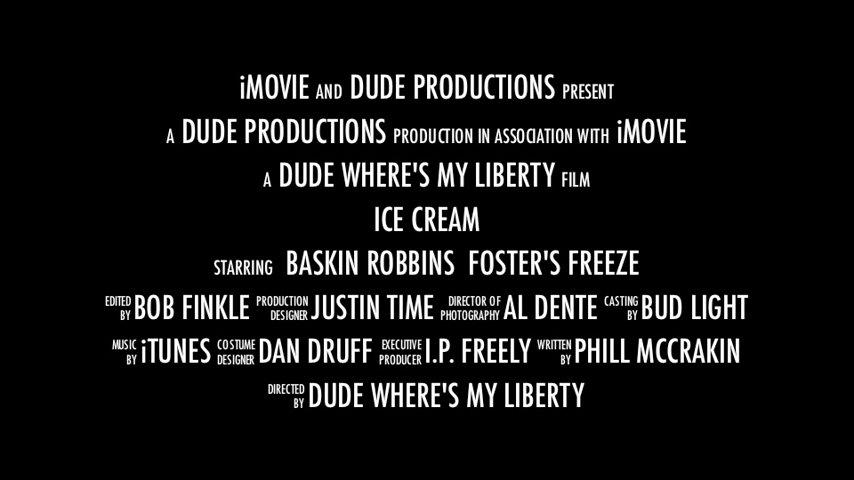 iMOVIE AND DUDE PRODUCTIONS PRESENT
A DUDE PRODUCTIONS PRODUCTION IN ASSOCIATION WITH iMOVIE
A DUDE WHERE'S MY LIBERTY FILM
ICE CREAM
STARRING BASKIN ROBBINS FOSTER'S FREEZE
EDITED BY BOB FINKLE PRODUCTION DESIGNER JUSTIN TIME DIRECTOR OF PHOTOGRAPHY AL DENTE CASTING BY BUD LIGHT
MUSIC BY iTUNES COSTUME DESIGNER DAN DRUFF EXECUTIVE PRODUCER I.P. FREELY WRITTEN BY PHILL MCCRAKIN
DIRECTED BY DUDE WHERE'S MY LIBERTY